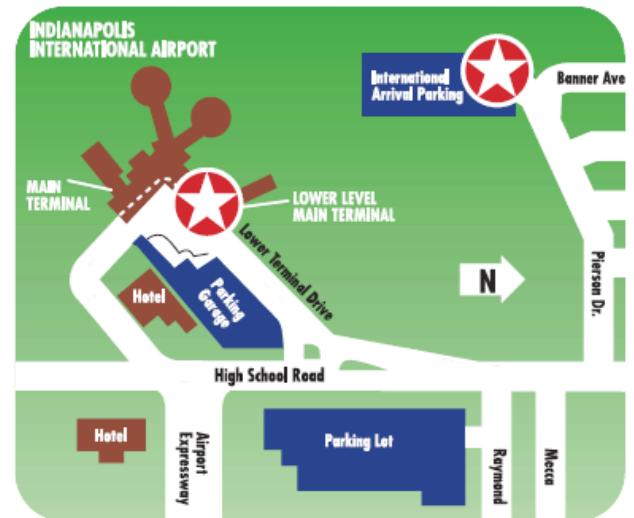 INDIANAPOLIS
INTERNATIONAL AIRPORT
International
Arrival Parking
Banner Ave
MAIN
TERMINAL
LOWER LEVEL
MAIN TERMINAL
Lower Terminal Drive
N
Pierson Dr.
Hotel
Parking
Garage
High School Road
Hotel
Airport
Expressway
Parking Lot
Raymond
Mecca